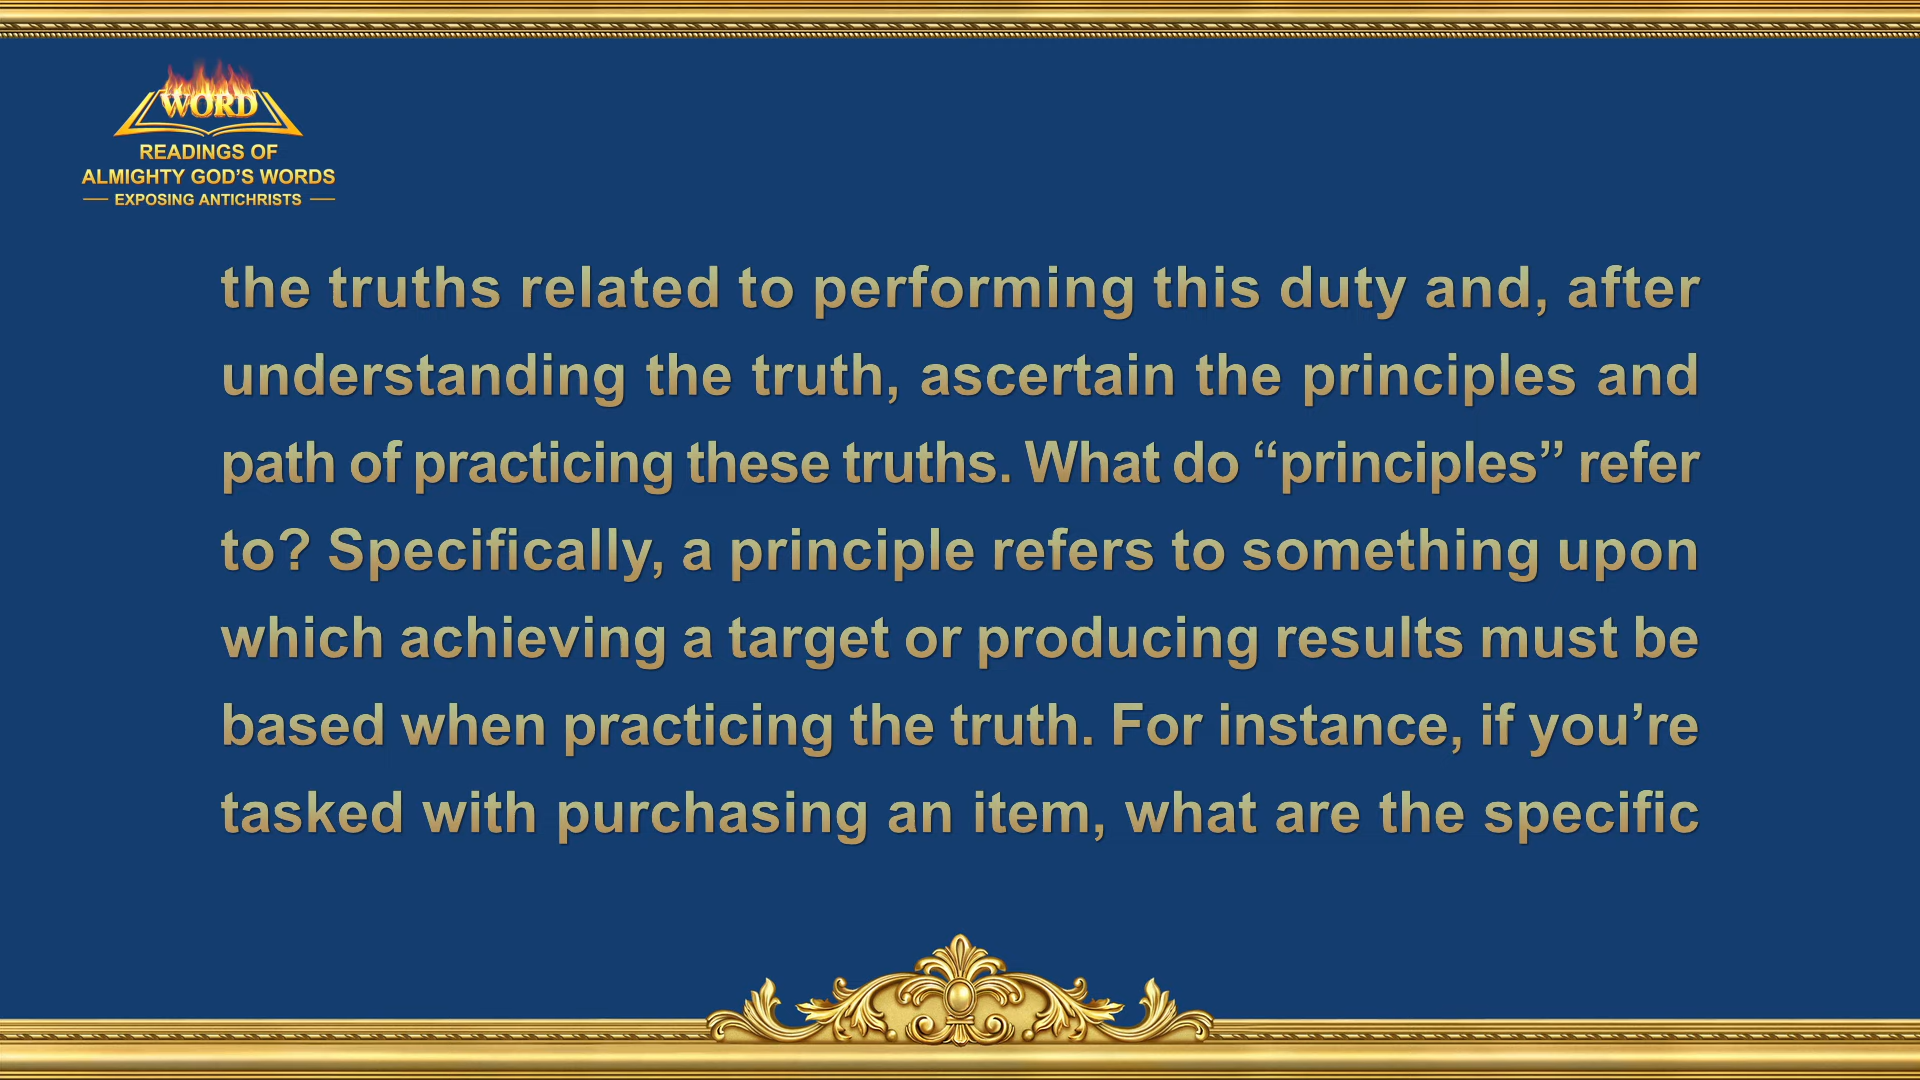 WORD
READINGS OF
ALMIGHTY GOD’S WORDS
EXPOSING ANTICHRISTS
the truths related to performing this duty and, after
understanding the truth, ascertain the principles and
path of practicing these truths. What do “principles” refer
to? Specifically, a principle refers to something upon
which achieving a target or producing results must be
based when practicing the truth. For instance, if you’re
tasked with purchasing an item, what are the specific